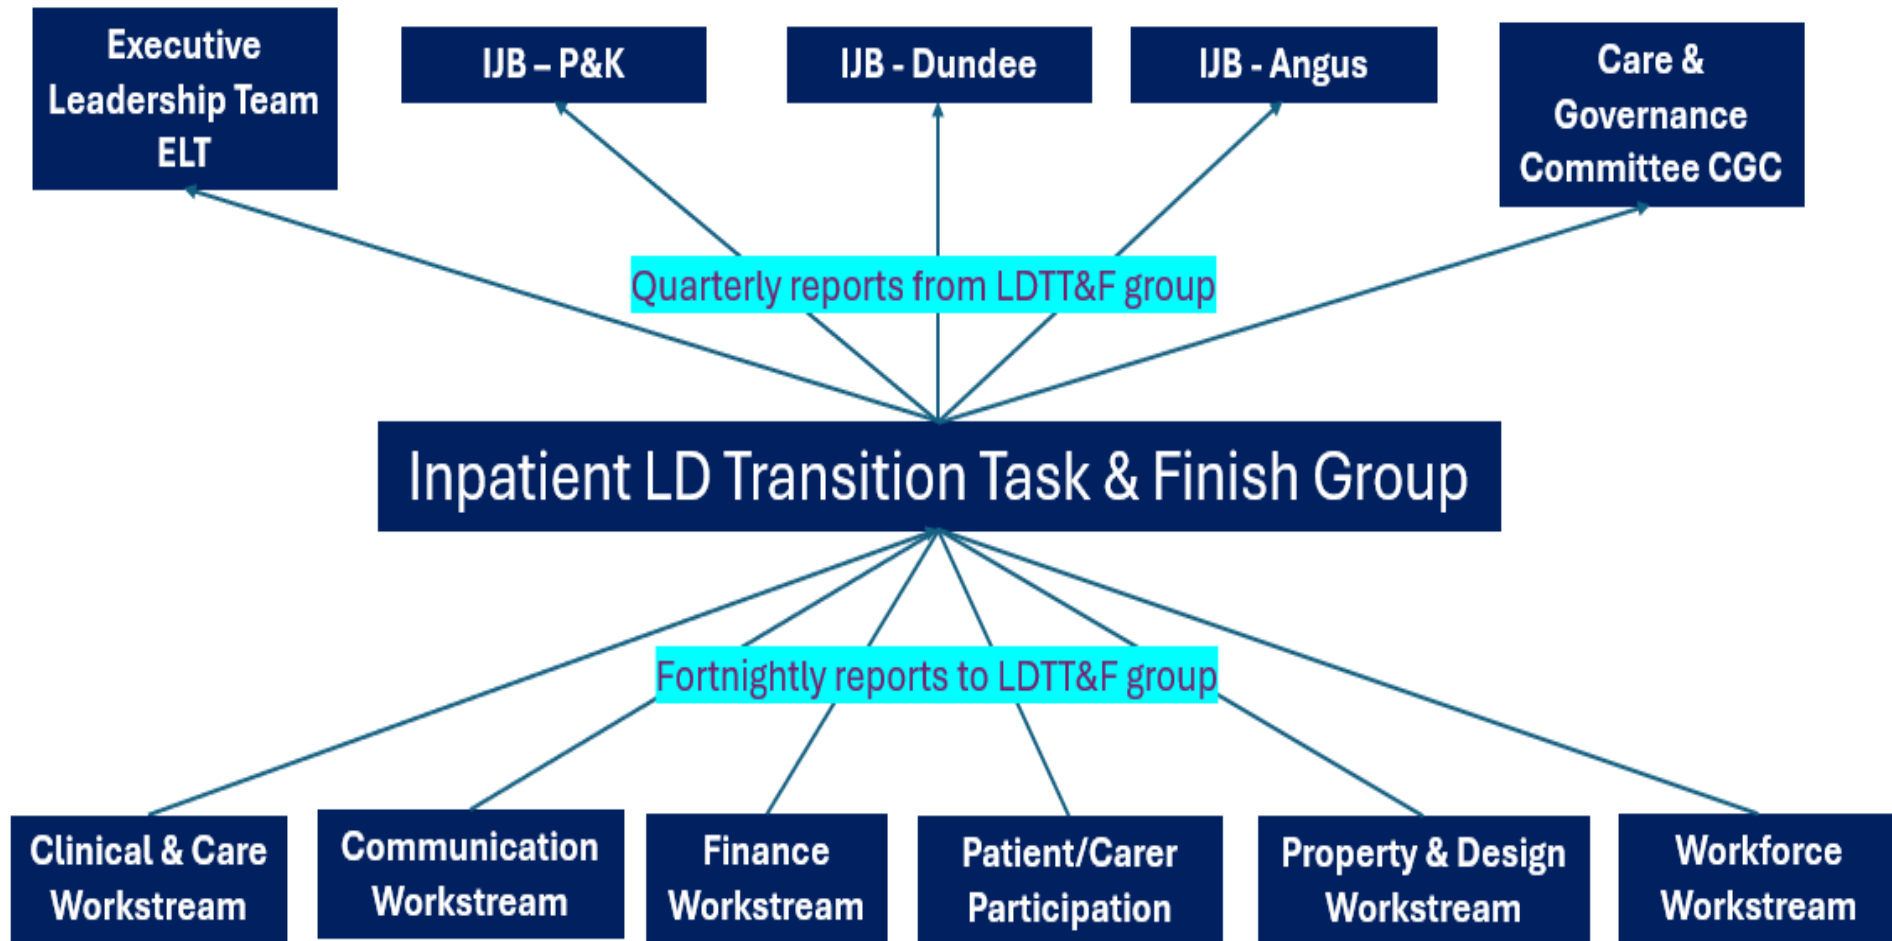 Executive
Leadership Team
ELT
IJB – P&K
IJB - Dundee
IJB - Angus
Care &
Governance
Committee CGC
Quarterly reports from LDTT&F group
Inpatient LD Transition Task & Finish Group
Fortnightly reports to LDTT&F group
Clinical & Care
Workstream
Communication
Workstream
Finance
Workstream
Patient/Carer
Participation
Property & Design
Workstream
Workforce
Workstream